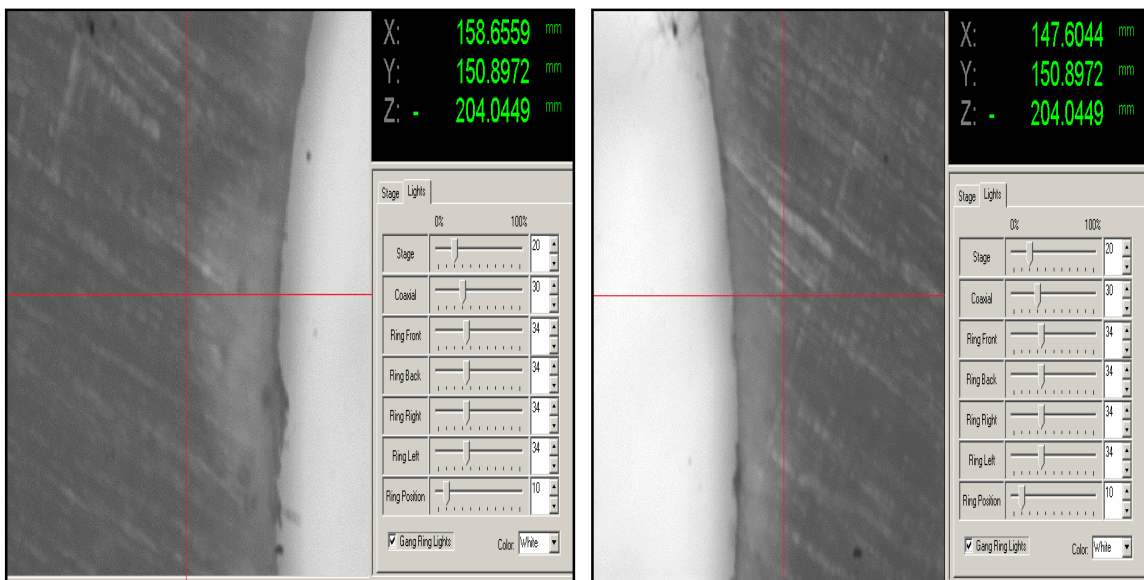 X: 158.6559 mm
Y: 150.8972 mm
Z: - 204.0449 mm
Stage Lights
0% 100%
Stage 20
Coaxial 30
Ring Front 34
Ring Back 34
Ring Right 34
Ring Left 34
Ring Position 10
Gang Ring Lights Color: White
X: 147.6044 mm
Y: 150.8972 mm
Z: - 204.0449 mm
Stage Lights
0% 100%
Stage 20
Coaxial 30
Ring Front 34
Ring Back 34
Ring Right 34
Ring Left 34
Ring Position 10
Gang Ring Lights Color: White